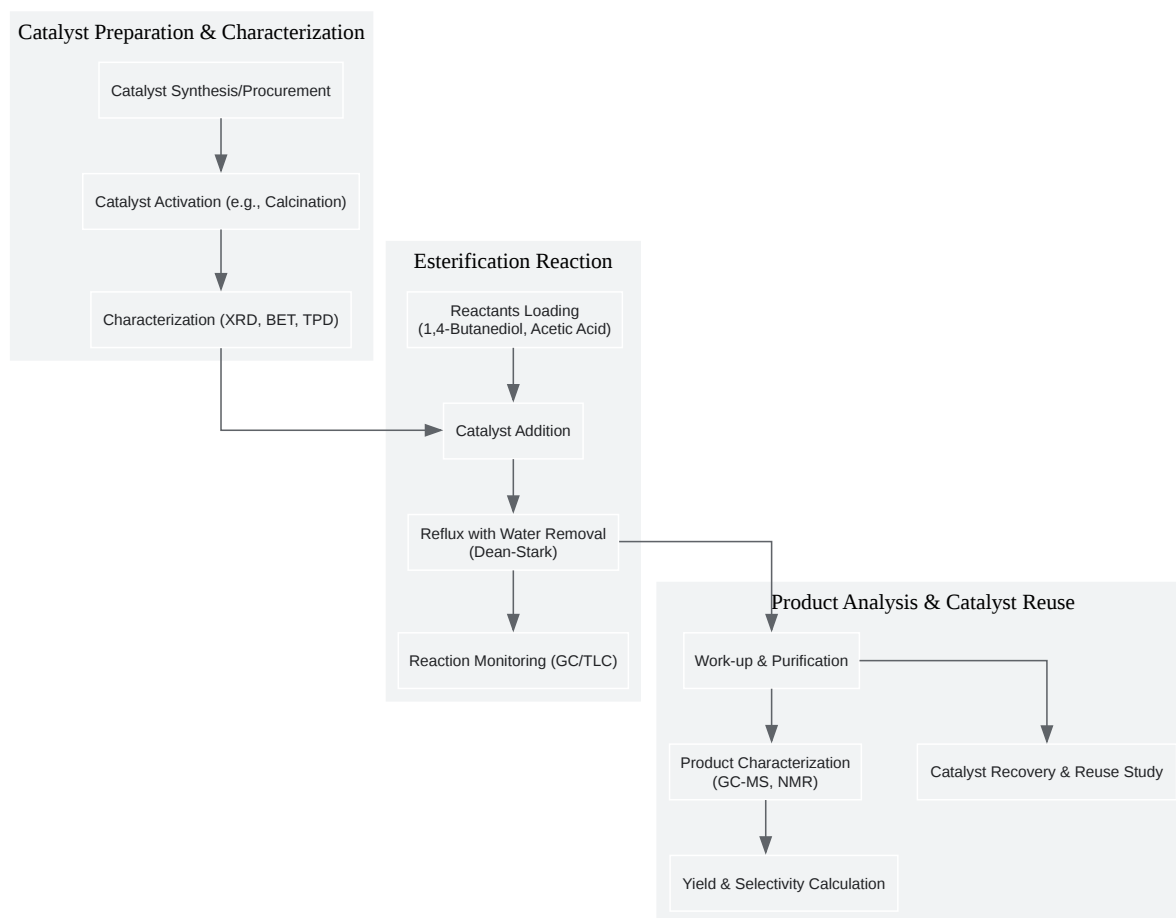 Catalyst Preparation & Characterization
Catalyst Synthesis/Procurement
Catalyst Activation (e.g., Calcination)
Characterization (XRD, BET, TPD)
Esterification Reaction
Reactants Loading
(1,4-Butanediol, Acetic Acid)
Catalyst Addition
Reflux with Water Removal
(Dean-Stark)
Reaction Monitoring (GC/TLC)
Product Analysis & Catalyst Reuse
Work-up & Purification
Product Characterization
(GC-MS, NMR)
Catalyst Recovery & Reuse Study
Yield & Selectivity Calculation